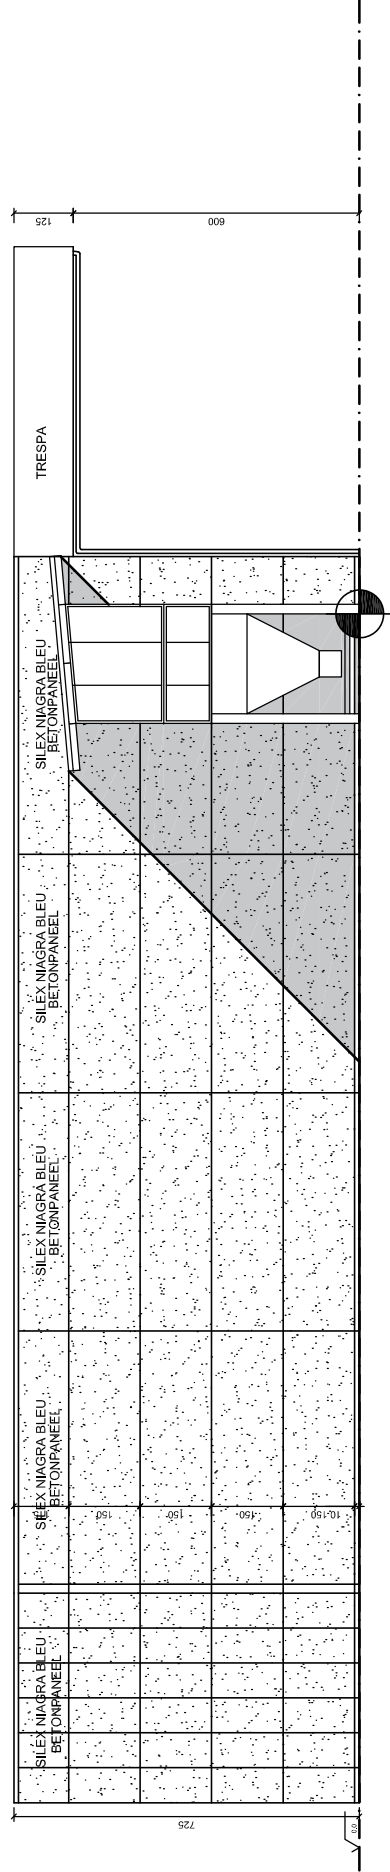 125
600
TRESPA
SILEX NIAGRA BLEU
BETONPANEEL
SILEX NIAGRA BLEU
BETONPANEEL
SILEX NIAGRA BLEU
BETONPANEEL
SILEX NIAGRA BLEU
BETONPANEEL
150
150
150
10-150
SILEX NIAGRA BLEU
BETONPANEEL
725